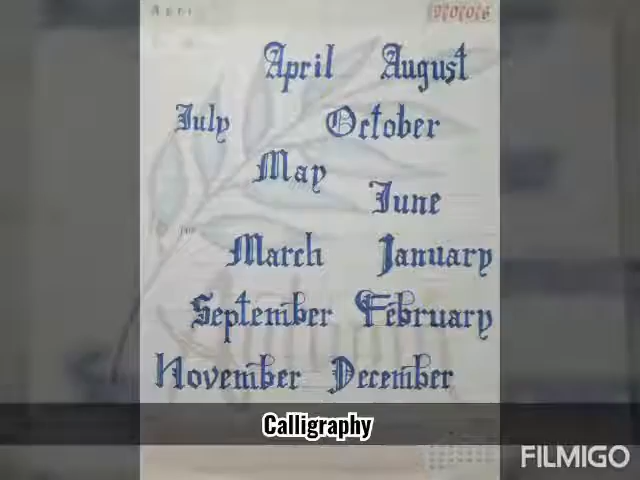 April August
July October
May
June
March January
September February
November December
Calligraphy
FILMIGO